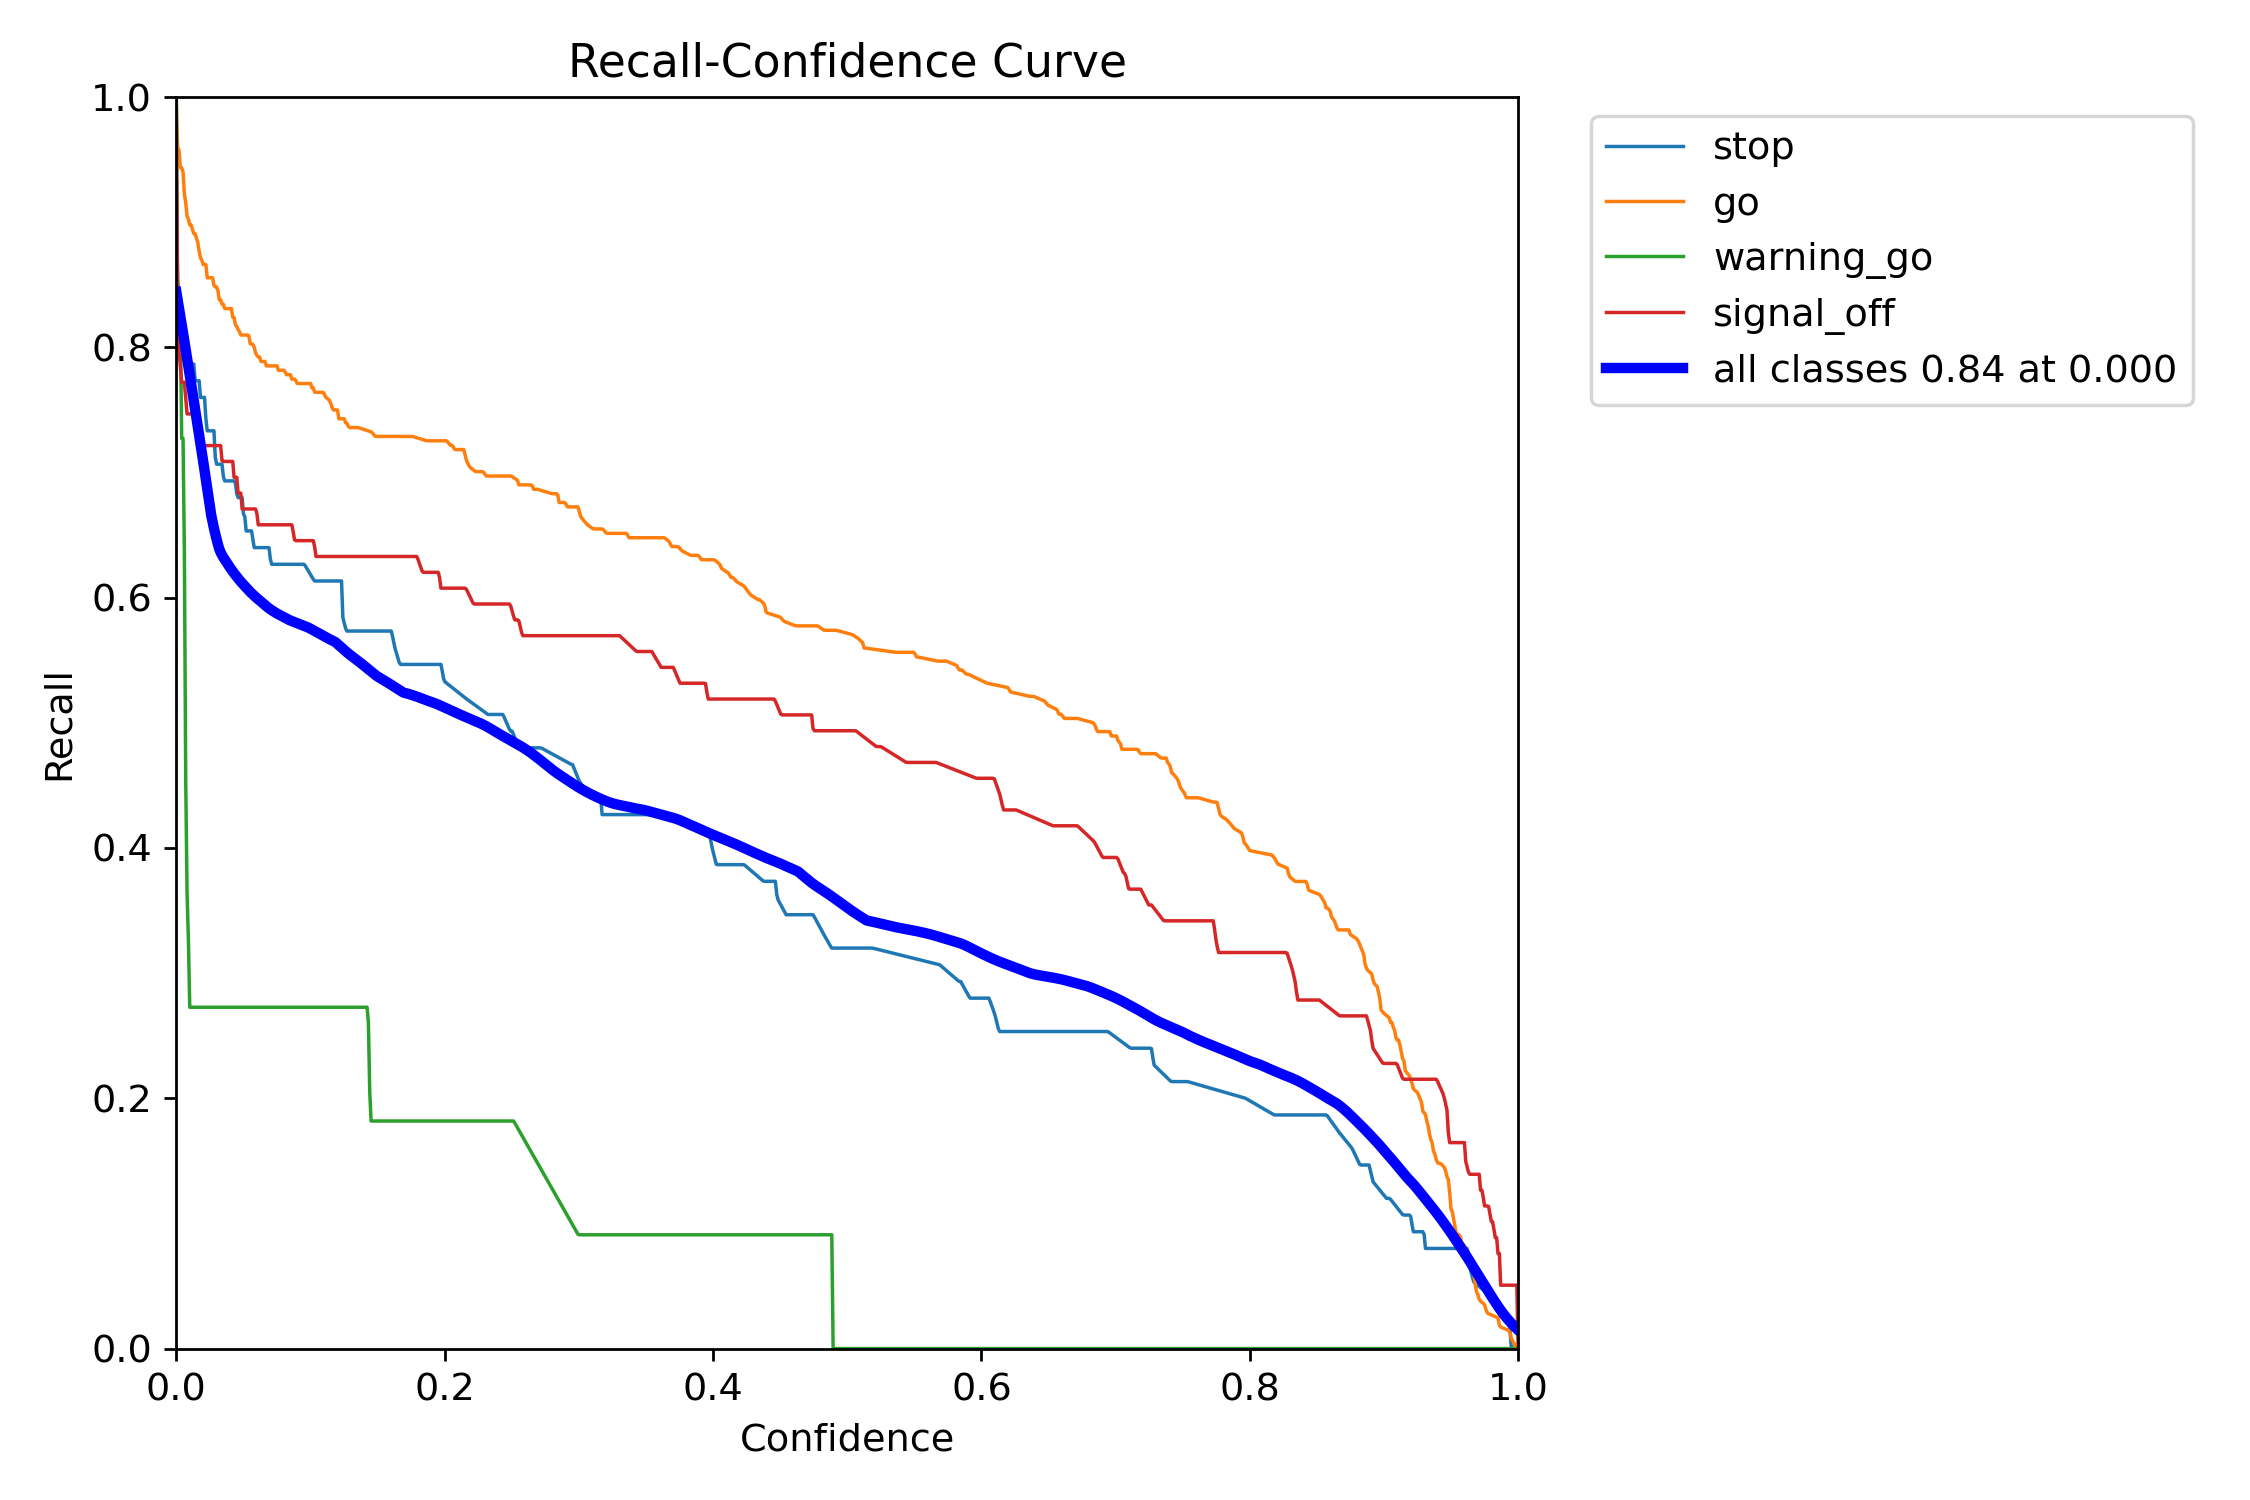 Recall-Confidence Curve
1.0
0.8
0.6
0.4
0.2
0.0
Recall
0.0 0.2 0.4 0.6 0.8 1.0
Confidence
stop
go
warning_go
signal_off
all classes 0.84 at 0.000